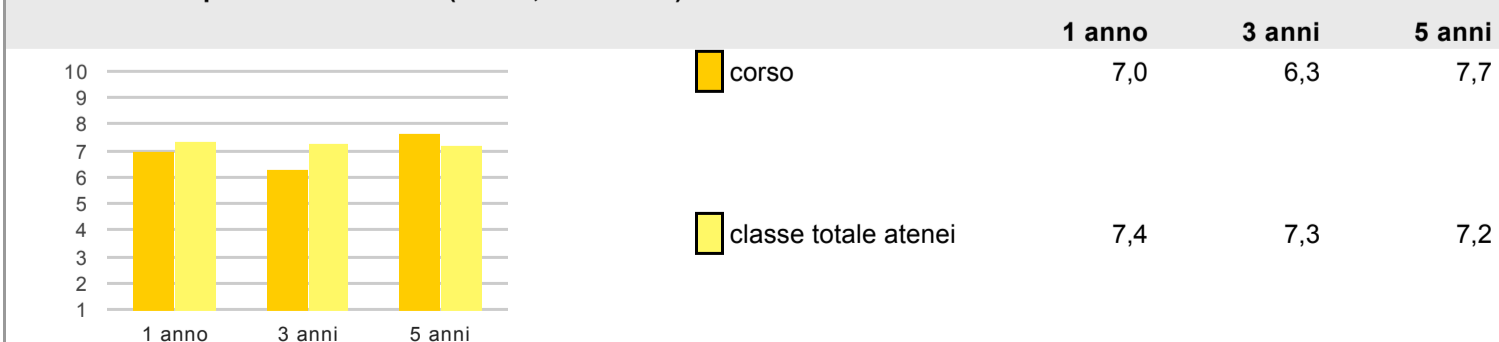 1 anno 3 anni 5 anni
10
9
8
7
6
5
4
3
2
1
1 anno 3 anni 5 anni
corso 7,0 6,3 7,7
classe totale atenei 7,4 7,3 7,2